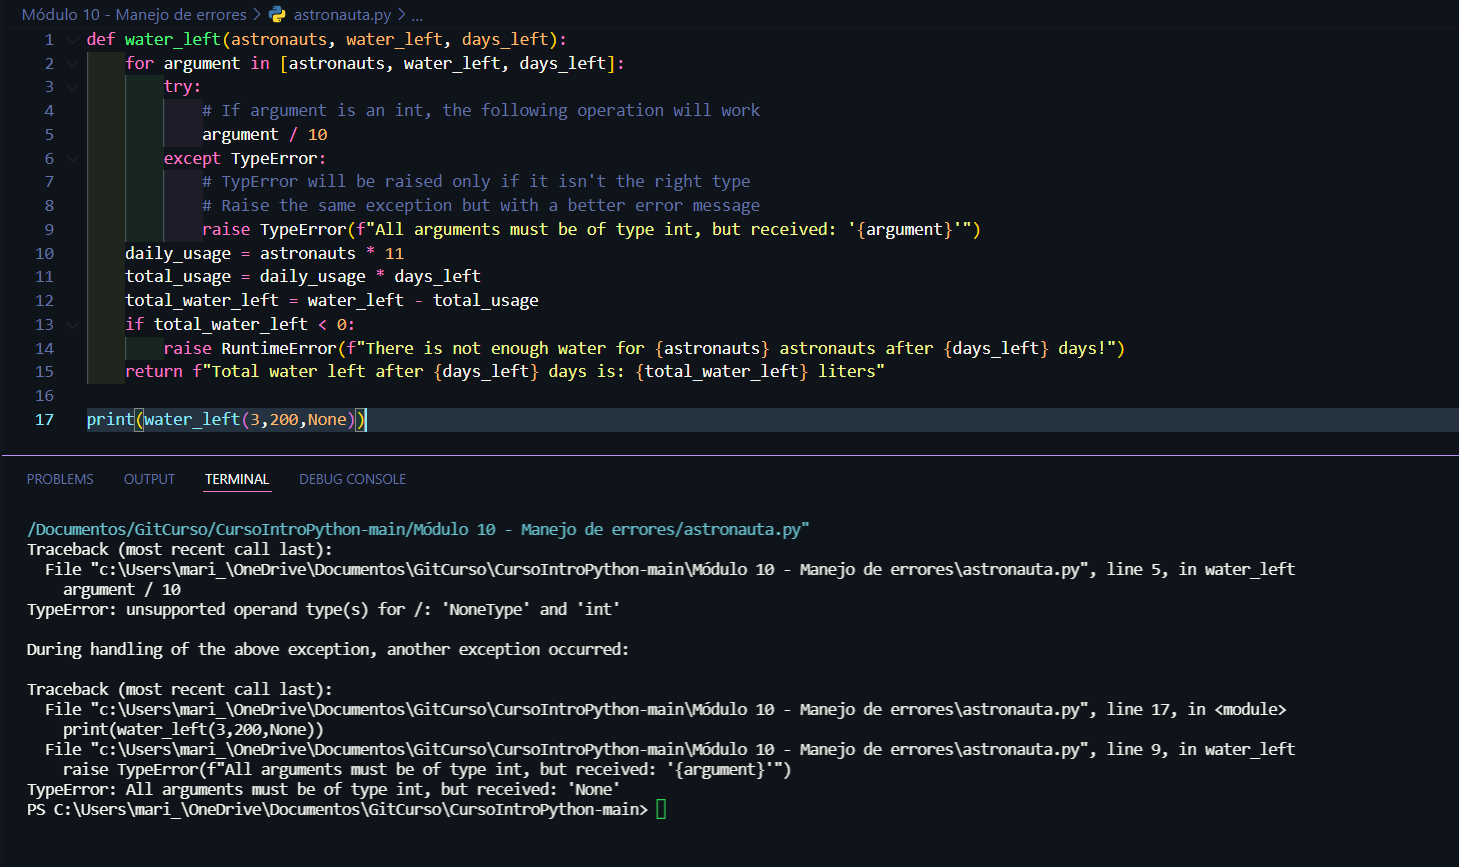 Módulo 10 - Manejo de errores > astronauta.py > ...
1 def water_left(astronauts, water_left, days_left):
2 for argument in [astronauts, water_left, days_left]:
3 try:
4 # If argument is an int, the following operation will work
5 argument / 10
6 except TypeError:
7 # TypError will be raised only if it isn't the right type
8 # Raise the same exception but with a better error message
9 raise TypeError(f"All arguments must be of type int, but received: '{argument}'")
10 daily_usage = astronauts * 11
11 total_usage = daily_usage * days_left
12 total_water_left = water_left - total_usage
13 if total_water_left < 0:
14 raise RuntimeError(f"There is not enough water for {astronauts} astronauts after {days_left} days!")
15 return f"Total water left after {days_left} days is: {total_water_left} liters"
16
17 print(water_left(3,200,None))
PROBLEMS OUTPUT TERMINAL DEBUG CONSOLE
/Documentos/GitCurso/CursoIntroPython-main/Módulo 10 - Manejo de errores/astronauta.py"
Traceback (most recent call last):
File "c:\Users\mari_\OneDrive\Documentos\GitCurso\CursoIntroPython-main\Módulo 10 - Manejo de errores\astronauta.py", line 5, in water_left
argument / 10
TypeError: unsupported operand type(s) for /: 'NoneType' and 'int'
During handling of the above exception, another exception occurred:
Traceback (most recent call last):
File "c:\Users\mari_\OneDrive\Documentos\GitCurso\CursoIntroPython-main\Módulo 10 - Manejo de errores\astronauta.py", line 17, in <module>
print(water_left(3,200,None))
File "c:\Users\mari_\OneDrive\Documentos\GitCurso\CursoIntroPython-main\Módulo 10 - Manejo de errores\astronauta.py", line 9, in water_left
raise TypeError(f"All arguments must be of type int, but received: '{argument}'")
TypeError: All arguments must be of type int, but received: 'None'
PS C:\Users\mari_\OneDrive\Documentos\GitCurso\CursoIntroPython-main>